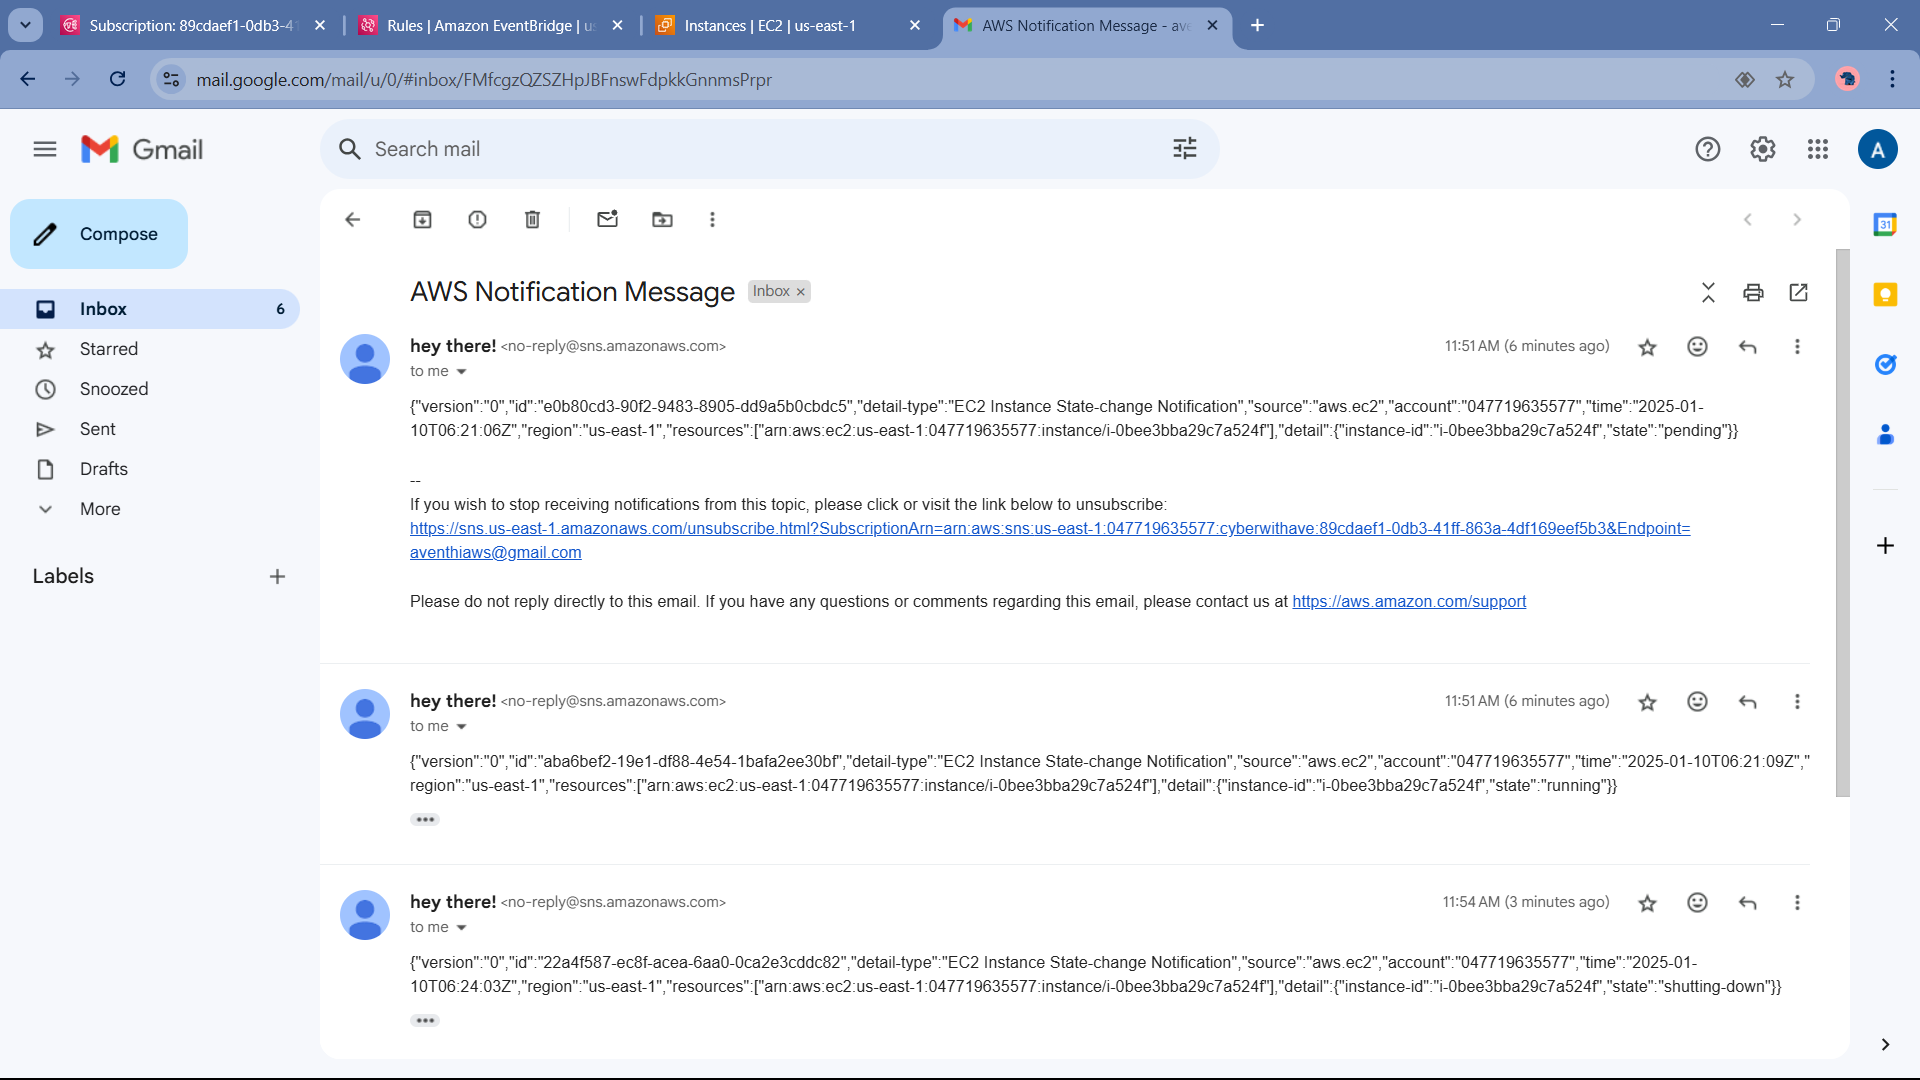 Subscription: 89cdaef1-0db3-41
Rules | Amazon EventBridge | us
Instances | EC2 | us-east-1
AWS Notification Message - ave
mail.google.com/mail/u/0/#inbox/FMfcgzQZSZHpJBFnswFdpkkGnnmsPrpr
Gmail
Search mail
A
Compose
Inbox 6
Starred
Snoozed
Sent
Drafts
More
Labels
31
AWS Notification Message Inbox ×
hey there! <no-reply@sns.amazonaws.com> 11:51 AM (6 minutes ago)
to me
{"version":"0","id":"e0b80cd3-90f2-9483-8905-dd9a5b0cbdc5","detail-type":"EC2 Instance State-change Notification","source":"aws.ec2","account":"047719635577","time":"2025-01-
10T06:21:06Z","region":"us-east-1","resources":["arn:aws:ec2:us-east-1:047719635577:instance/i-0bee3bba29c7a524f"],"detail":{"instance-id":"i-0bee3bba29c7a524f","state":"pending"}}
--
If you wish to stop receiving notifications from this topic, please click or visit the link below to unsubscribe:
https://sns.us-east-1.amazonaws.com/unsubscribe.html?SubscriptionArn=arn:aws:sns:us-east-1:047719635577:cyberwithave:89cdaef1-0db3-41ff-863a-4df169eef5b3&Endpoint=
aventhiaws@gmail.com
Please do not reply directly to this email. If you have any questions or comments regarding this email, please contact us at https://aws.amazon.com/support
hey there! <no-reply@sns.amazonaws.com> 11:51 AM (6 minutes ago)
to me
{"version":"0","id":"aba6bef2-19e1-df88-4e54-1bafa2ee30bf","detail-type":"EC2 Instance State-change Notification","source":"aws.ec2","account":"047719635577","time":"2025-01-10T06:21:09Z","
region":"us-east-1","resources":["arn:aws:ec2:us-east-1:047719635577:instance/i-0bee3bba29c7a524f"],"detail":{"instance-id":"i-0bee3bba29c7a524f","state":"running"}}
hey there! <no-reply@sns.amazonaws.com> 11:54 AM (3 minutes ago)
to me
{"version":"0","id":"22a4f587-ec8f-acea-6aa0-0ca2e3cddc82","detail-type":"EC2 Instance State-change Notification","source":"aws.ec2","account":"047719635577","time":"2025-01-
10T06:24:03Z","region":"us-east-1","resources":["arn:aws:ec2:us-east-1:047719635577:instance/i-0bee3bba29c7a524f"],"detail":{"instance-id":"i-0bee3bba29c7a524f","state":"shutting-down"}}